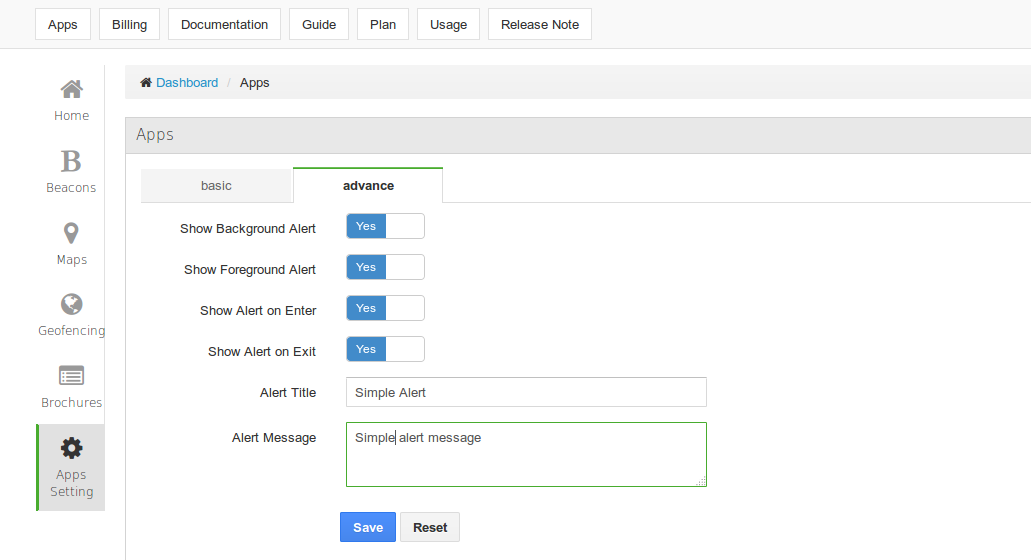 Apps Billing Documentation Guide Plan Usage Release Note
Dashboard / Apps
Home
B
Beacons
Maps
Geofencing
Brochures
Apps
Setting
Apps
basic advance
Show Background Alert Yes
Show Foreground Alert Yes
Show Alert on Enter Yes
Show Alert on Exit Yes
Alert Title Simple Alert
Alert Message Simple alert message
Save Reset